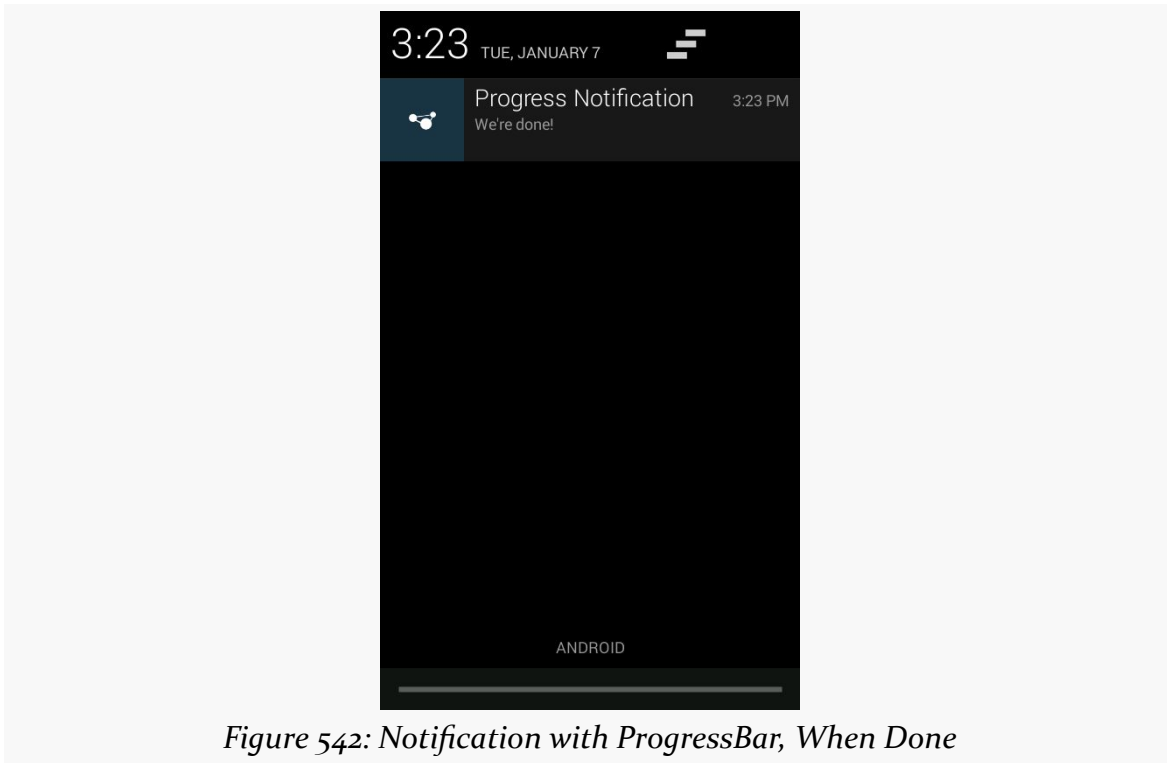 3:23 TUE, JANUARY 7
Progress Notification 3:23 PM
We're done!
ANDROID
Figure 542: Notification with ProgressBar, When Done